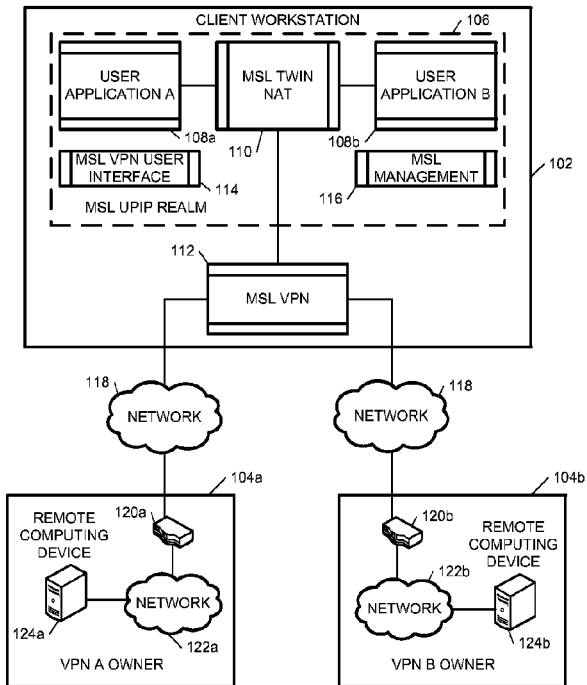 CLIENT WORKSTATION
106
USER
APPLICATION A
MSL TWIN
NAT
USER
APPLICATION B
108a
110
108b
MSL VPN USER
INTERFACE
114
MSL
MANAGEMENT
116
102
MSL UPIP REALM
112
MSL VPN
118
NETWORK
118
NETWORK
104a
120a
REMOTE
COMPUTING
DEVICE
NETWORK
124a
122a
VPN A OWNER
104b
120b
REMOTE
COMPUTING
DEVICE
122b
NETWORK
124b
VPN B OWNER